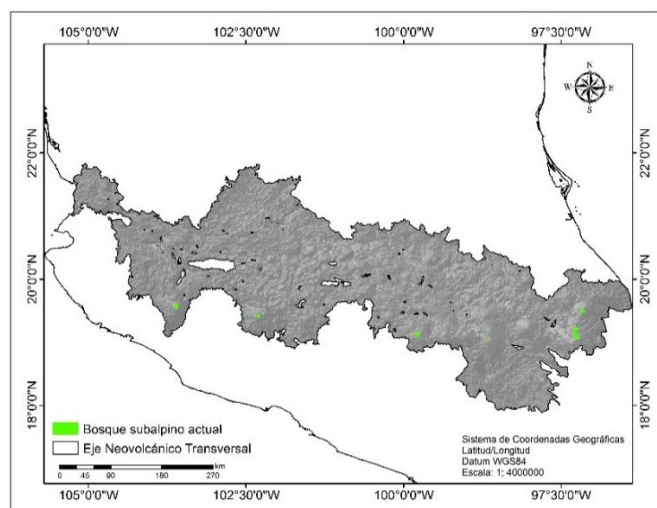 105°0'0"W 102°30'0"W 100°0'0"W 97°30'0"W
N
W E
S
22°0'0"N 22°0'0"N
20°0'0"N 20°0'0"N
18°0'0"N 18°0'0"N
Bosque subalpino actual
Eje Neovolcánico Transversal
km
0 45 90 180 270
Sistema de Coordenadas Geográficas
Latitud/Longitud
Datum WGS84
Escala: 1; 4000000
105°0'0"W 102°30'0"W 100°0'0"W 97°30'0"W